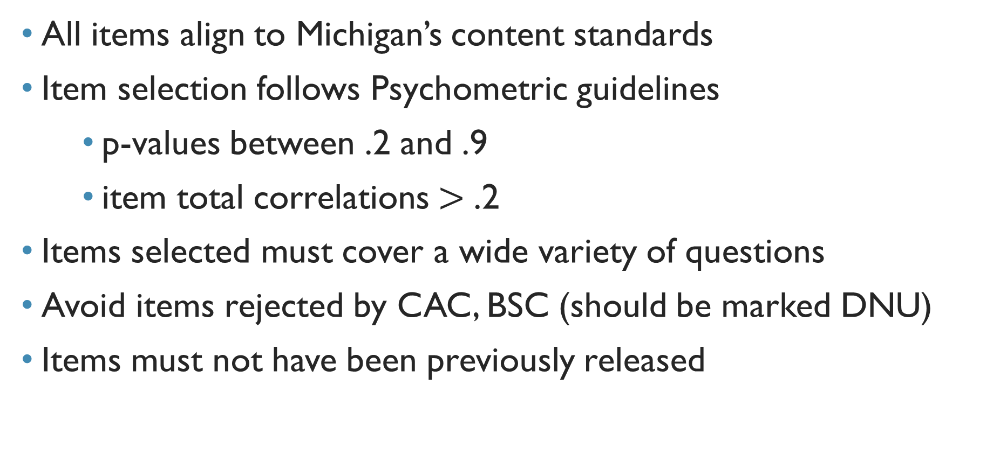 • All items align to Michigan’s content standards
• Item selection follows Psychometric guidelines
• p-values between .2 and .9
• item total correlations > .2
• Items selected must cover a wide variety of questions
• Avoid items rejected by CAC, BSC (should be marked DNU)
• Items must not have been previously released